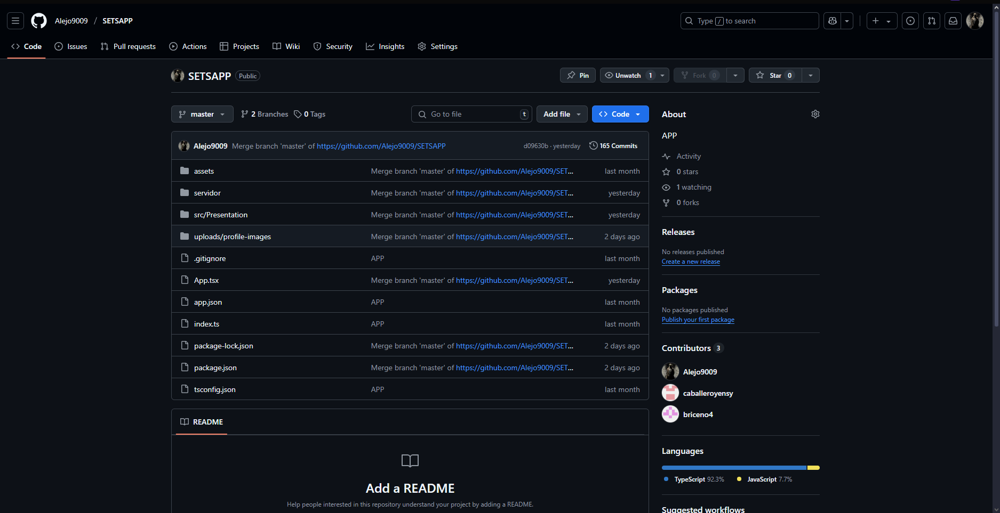 Alejo9009 / SETSAPP
Type / to search
Code Issues Pull requests Actions Projects Wiki Security Insights Settings
SETSAPP Public
Pin Unwatch 1 Fork 0 Star 0
master 2 Branches 0 Tags Go to file t Add file Code
Alejo9009 Merge branch 'master' of https://github.com/Alejo9009/SETSAPP d09630b · yesterday 165 Commits
assets Merge branch 'master' of https://github.com/Alejo9009/SET... last month
servidor Merge branch 'master' of https://github.com/Alejo9009/SET... yesterday
src/Presentation Merge branch 'master' of https://github.com/Alejo9009/SET... yesterday
uploads/profile-images Merge branch 'master' of https://github.com/Alejo9009/SET... 2 days ago
.gitignore APP last month
App.tsx Merge branch 'master' of https://github.com/Alejo9009/SET... yesterday
app.json APP last month
index.ts APP last month
package-lock.json Merge branch 'master' of https://github.com/Alejo9009/SET... 2 days ago
package.json Merge branch 'master' of https://github.com/Alejo9009/SET... 2 days ago
tsconfig.json APP last month
README
Add a README
Help people interested in this repository understand your project by adding a README.
About
APP
Activity
0 stars
1 watching
0 forks
Releases
No releases published
Create a new release
Packages
No packages published
Publish your first package
Contributors 3
Alejo9009
caballeroyensy
briceno4
Languages
TypeScript 92.3% JavaScript 7.7%
Suggested workflows